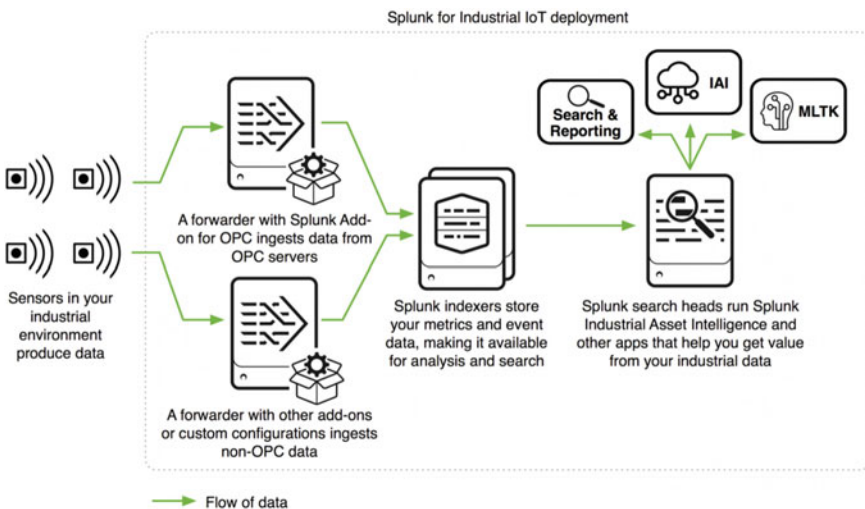 Splunk for Industrial IoT deployment
IAI
Search &
Reporting
MLTK
A forwarder with Splunk Add-
on for OPC ingests data from
OPC servers
Sensors in your
industrial
environment
produce data
Splunk indexers store
your metrics and event
data, making it available
for analysis and search
Splunk search heads run Splunk
Industrial Asset Intelligence and
other apps that help you get value
from your industrial data
A forwarder with other add-ons
or custom configurations ingests
non-OPC data
Flow of data